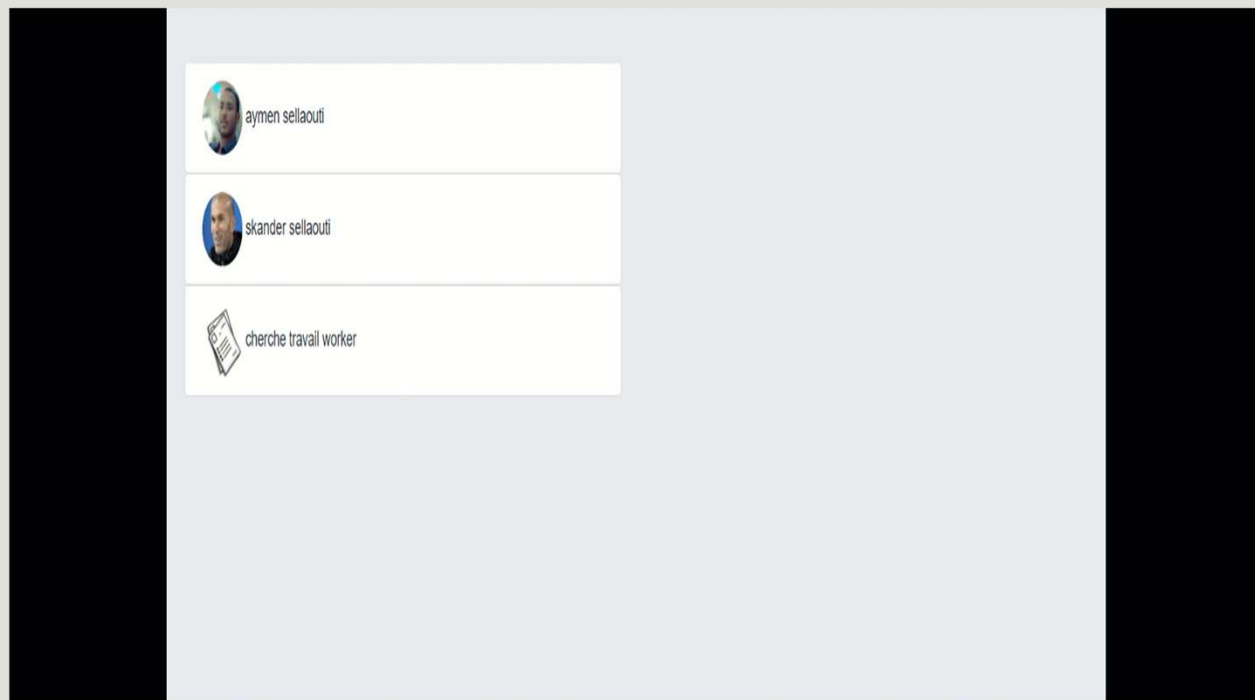 aymen sellaouti
skander sellaouti
cherche travail worker